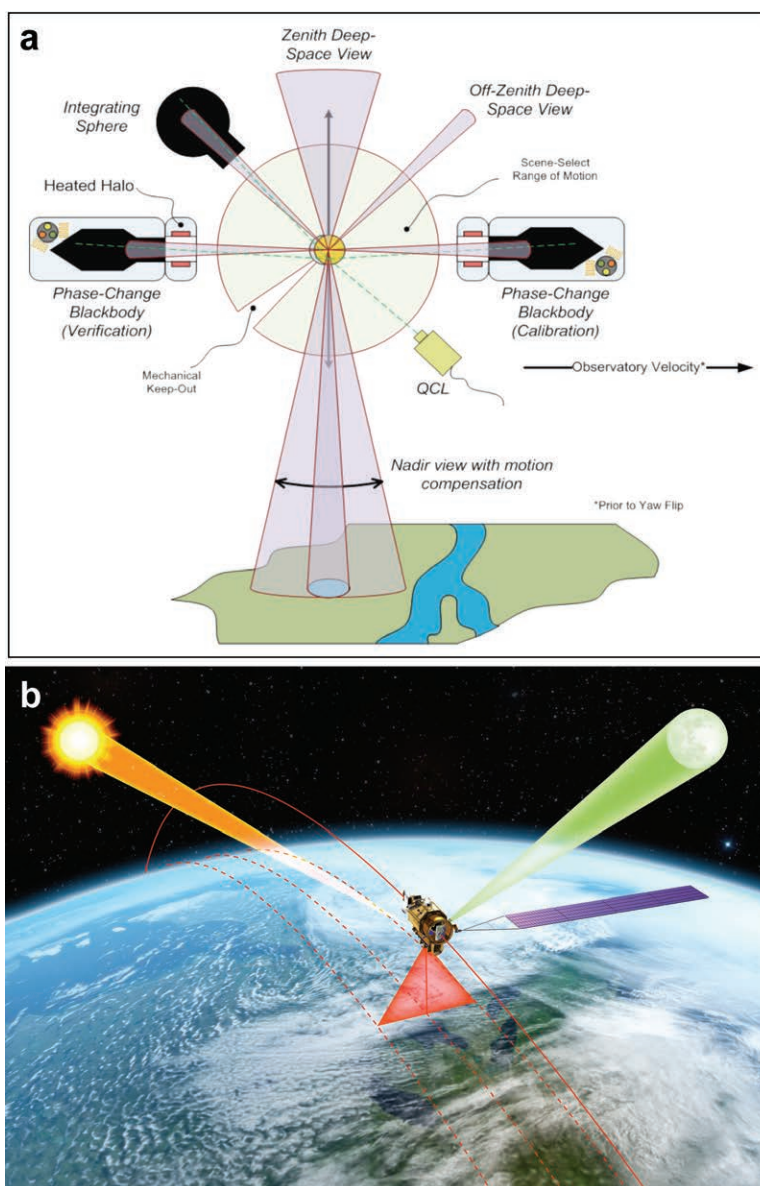 a
Zenith Deep-
Space View
Integrating
Sphere
Off-Zenith Deep-
Space View
Heated Halo
Scene-Select
Range of Motion
Phase-Change
Blackbody
(Verification)
Phase-Change
Blackbody
(Calibration)
Mechanical
Keep-Out
QCL
Observatory Velocity*
Nadir view with motion
compensation
*Prior to Yaw Flip
b